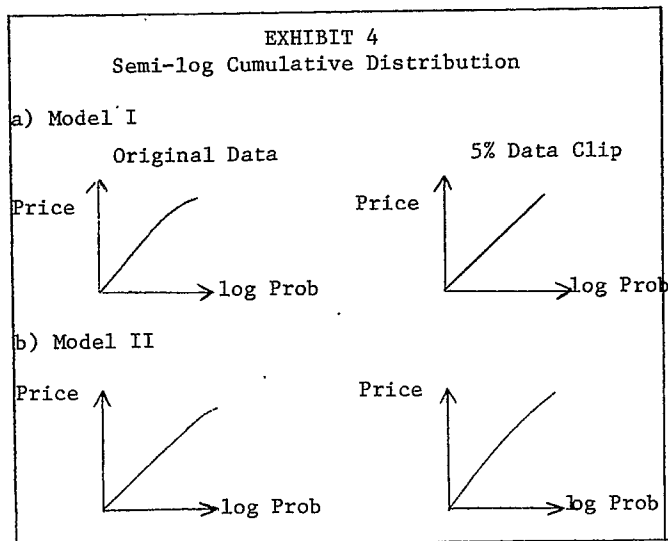 EXHIBIT 4
Semi-log Cumulative Distribution
a) Model I
Original Data
5% Data Clip
Price
Price
log Prob
log Prob
b) Model II
Price
Price
log Prob
log Prob